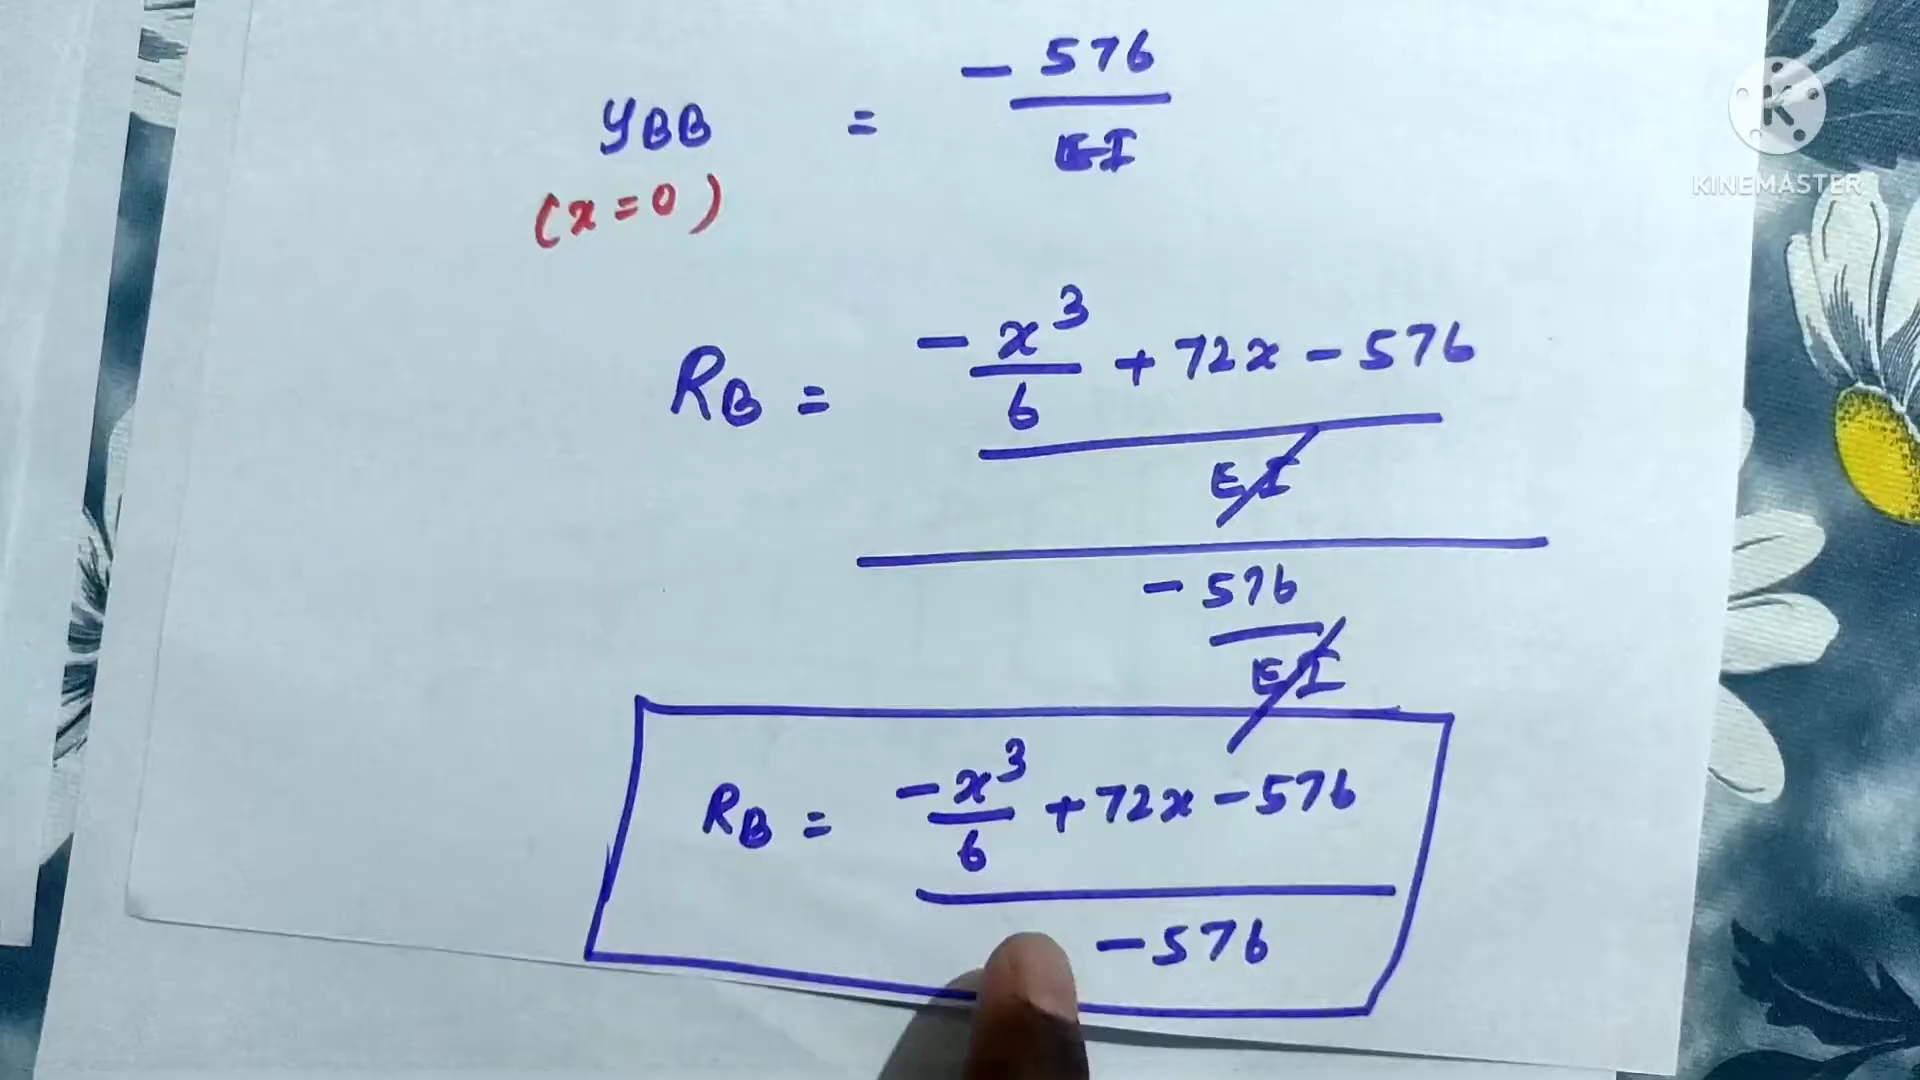 yBB = -576/EI
(x=0)
RB = (-x³/6 + 72x - 576)/EI
-576/EI
RB = (-x³/6 + 72x - 576)/-576
K
KINEMASTER